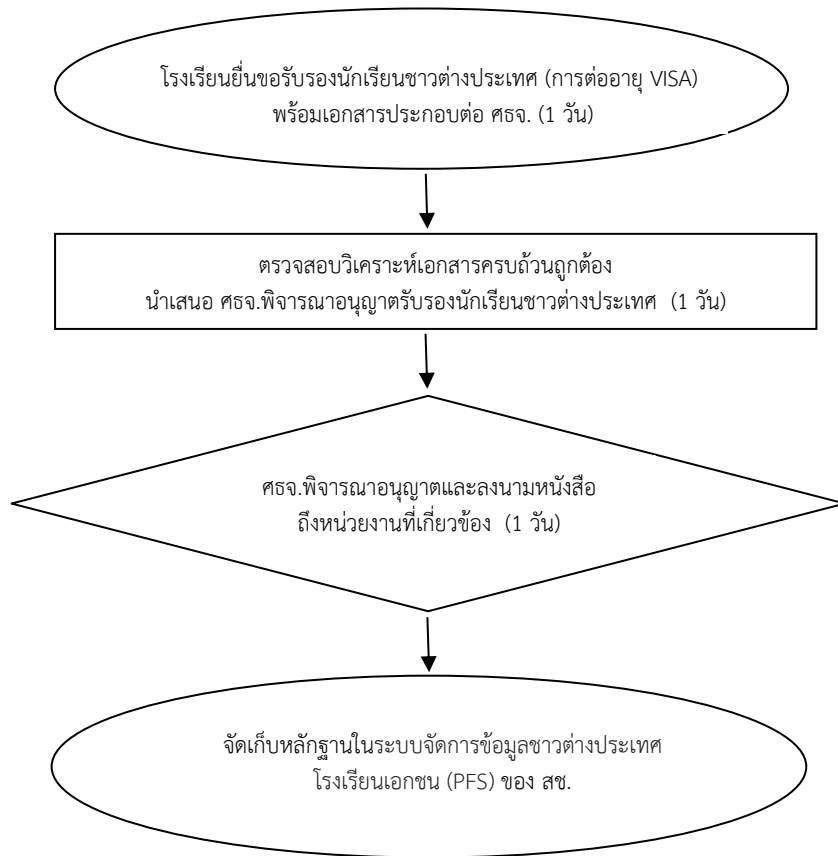 โรงเรียนยื่นขอรับรองนักเรียนชาวต่างประเทศ (การต่ออายุ VISA)
พร้อมเอกสารประกอบต่อ ศธจ. (1 วัน)
ตรวจสอบวิเคราะห์เอกสารครบถ้วนถูกต้อง
นำเสนอ ศธจ.พิจารณาอนุญาตรับรองนักเรียนชาวต่างประเทศ (1 วัน)
ศธจ.พิจารณาอนุญาตและลงนามหนังสือ
ถึงหน่วยงานที่เกี่ยวข้อง (1 วัน)
จัดเก็บหลักฐานในระบบจัดการข้อมูลชาวต่างประเทศ
โรงเรียนเอกชน (PFS) ของ สช.